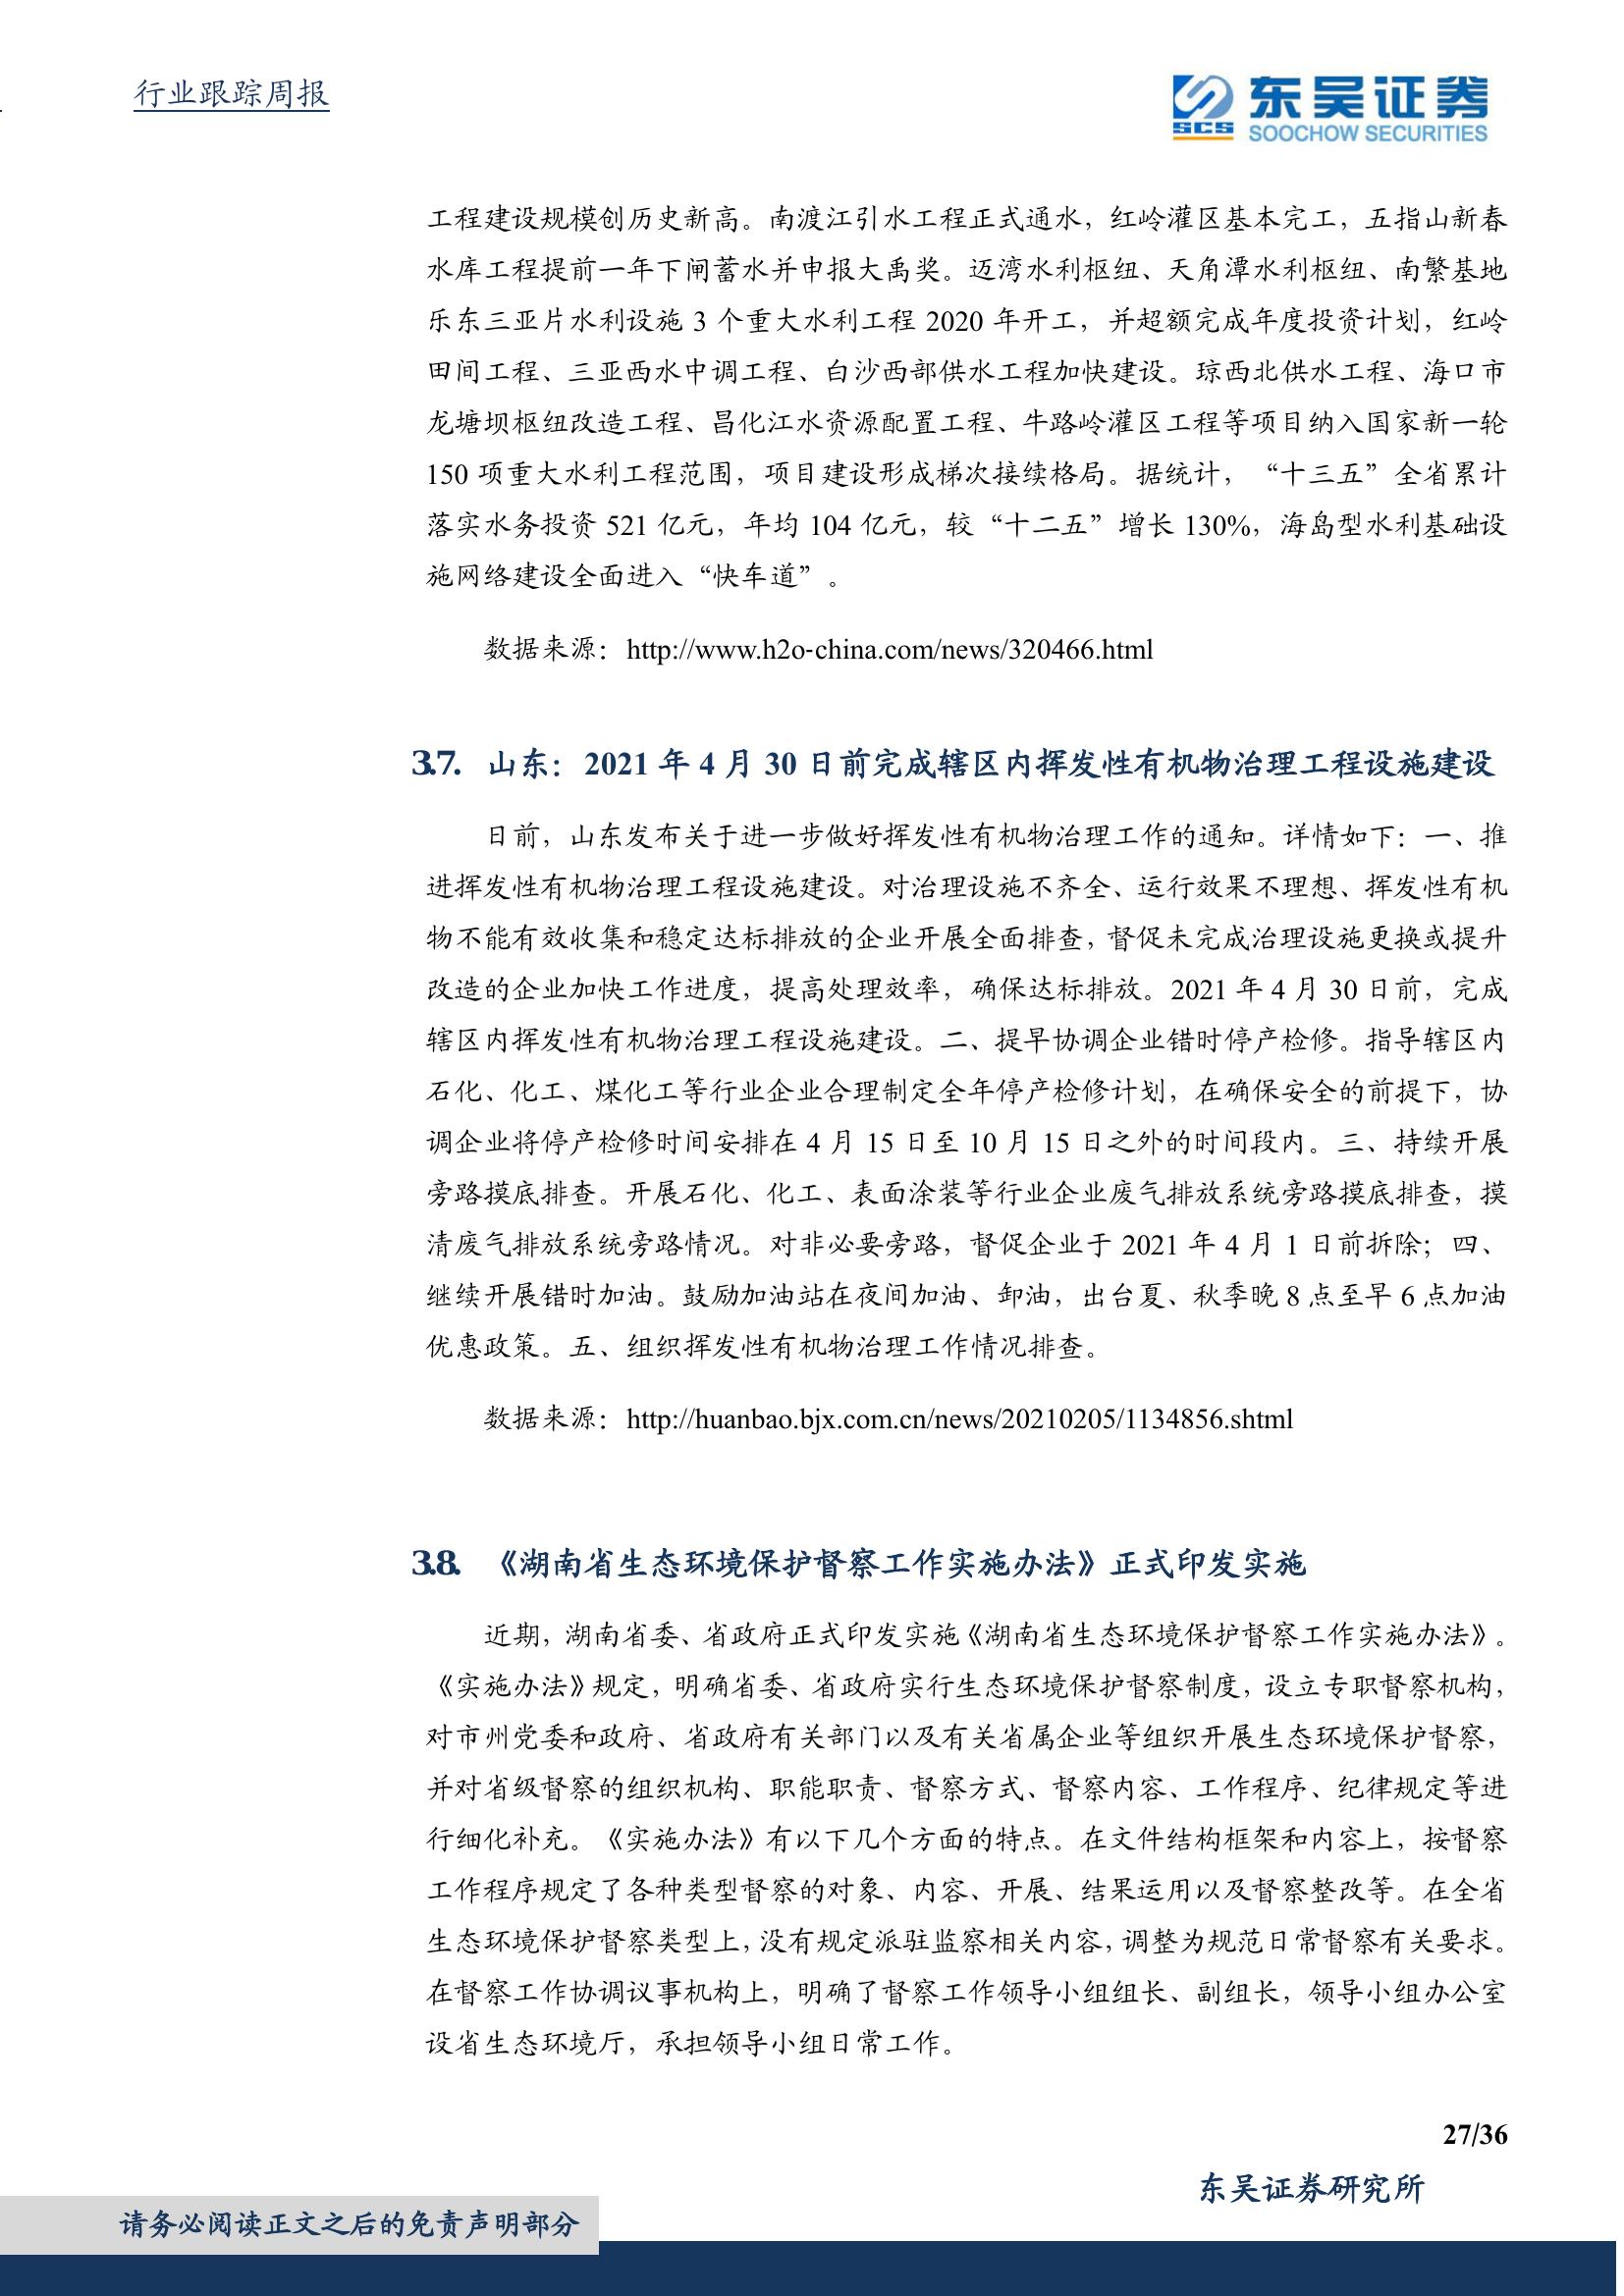 行业跟踪周报
东吴证券
SCS
SOOCHOW SECURITIES
工程建设规模创历史新高。南渡江引水工程正式通水，红岭灌区基本完工，五指山新春
水库工程提前一年下闸蓄水并申报大禹奖。迈湾水利枢纽、天角潭水利枢纽、南繁基地
乐东三亚片水利设施 3 个重大水利工程 2020 年开工，并超额完成年度投资计划，红岭
田间工程、三亚西水中调工程、白沙西部供水工程加快建设。琼西北供水工程、海口市
龙塘坝枢纽改造工程、昌化江水资源配置工程、牛路岭灌区工程等项目纳入国家新一轮
150 项重大水利工程范围，项目建设形成梯次接续格局。据统计，“十三五”全省累计
落实水务投资 521 亿元，年均 104 亿元，较“十二五”增长 130%，海岛型水利基础设
施网络建设全面进入“快车道”。
数据来源：http://www.h2o-china.com/news/320466.html
3.7. 山东：2021 年 4 月 30 日前完成辖区内挥发性有机物治理工程设施建设
日前，山东发布关于进一步做好挥发性有机物治理工作的通知。详情如下：一、推
进挥发性有机物治理工程设施建设。对治理设施不齐全、运行效果不理想、挥发性有机
物不能有效收集和稳定达标排放的企业开展全面排查，督促未完成治理设施更换或提升
改造的企业加快工作进度，提高处理效率，确保达标排放。2021 年 4 月 30 日前，完成
辖区内挥发性有机物治理工程设施建设。二、提早协调企业错时停产检修。指导辖区内
石化、化工、煤化工等行业企业合理制定全年停产检修计划，在确保安全的前提下，协
调企业将停产检修时间安排在 4 月 15 日至 10 月 15 日之外的时间段内。三、持续开展
旁路摸底排查。开展石化、化工、表面涂装等行业企业废气排放系统旁路摸底排查，摸
清废气排放系统旁路情况。对非必要旁路，督促企业于 2021 年 4 月 1 日前拆除；四、
继续开展错时加油。鼓励加油站在夜间加油、卸油，出台夏、秋季晚 8 点至早 6 点加油
优惠政策。五、组织挥发性有机物治理工作情况排查。
数据来源：http://huanbao.bjx.com.cn/news/20210205/1134856.shtml
3.8. 《湖南省生态环境保护督察工作实施办法》正式印发实施
近期，湖南省委、省政府正式印发实施《湖南省生态环境保护督察工作实施办法》。
《实施办法》规定，明确省委、省政府实行生态环境保护督察制度，设立专职督察机构，
对市州党委和政府、省政府有关部门以及有关省属企业等组织开展生态环境保护督察，
并对省级督察的组织机构、职能职责、督察方式、督察内容、工作程序、纪律规定等进
行细化补充。《实施办法》有以下几个方面的特点。在文件结构框架和内容上，按督察
工作程序规定了各种类型督察的对象、内容、开展、结果运用以及督察整改等。在全省
生态环境保护督察类型上，没有规定派驻监察相关内容，调整为规范日常督察有关要求。
在督察工作协调议事机构上，明确了督察工作领导小组组长、副组长，领导小组办公室
设省生态环境厅，承担领导小组日常工作。
27/36
东吴证券研究所
请务必阅读正文之后的免责声明部分